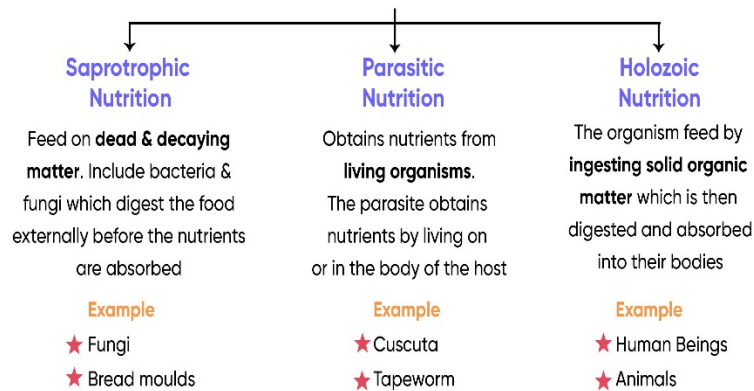 Saprotrophic
Nutrition
Feed on dead & decaying
matter. Include bacteria &
fungi which digest the food
externally before the nutrients
are absorbed
Example
Fungi
Bread moulds
Parasitic
Nutrition
Obtains nutrients from
living organisms.
The parasite obtains
nutrients by living on
or in the body of the host
Example
Cuscuta
Tapeworm
Holozoic
Nutrition
The organism feed by
ingesting solid organic
matter which is then
digested and absorbed
into their bodies
Example
Human Beings
Animals